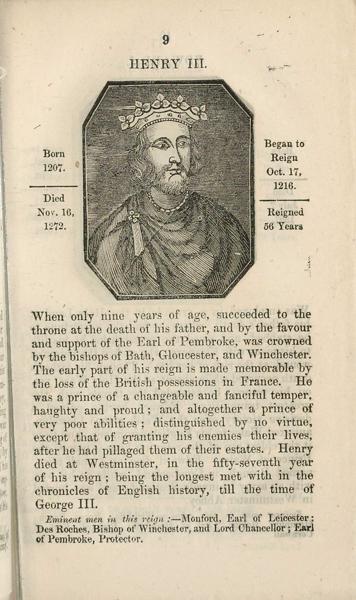 9
HENRY III.
Born
1207.
Died
Nov. 16,
1272.
Began to
Reign
Oct. 17,
1216.
Reigned
56 Years
When only nine years of age, succeeded to the
throne at the death of his father, and by the favour
and support of the Earl of Pembroke, was crowned
by the bishops of Bath, Gloucester, and Winchester.
The early part of his reign is made memorable by
the loss of the British possessions in France. He
was a prince of a changeable and fanciful temper,
haughty and proud; and altogether a prince of
very poor abilities; distinguished by no virtue,
except that of granting his enemies their lives,
after he had pillaged them of their estates. Henry
died at Westminster, in the fifty-seventh year
of his reign; being the longest met with in the
chronicles of English history, till the time of
George III.
Eminent men in this reign:—Monford, Earl of Leicester;
Des Roches, Bishop of Winchester, and Lord Chancellor; Earl
of Pembroke, Protector.